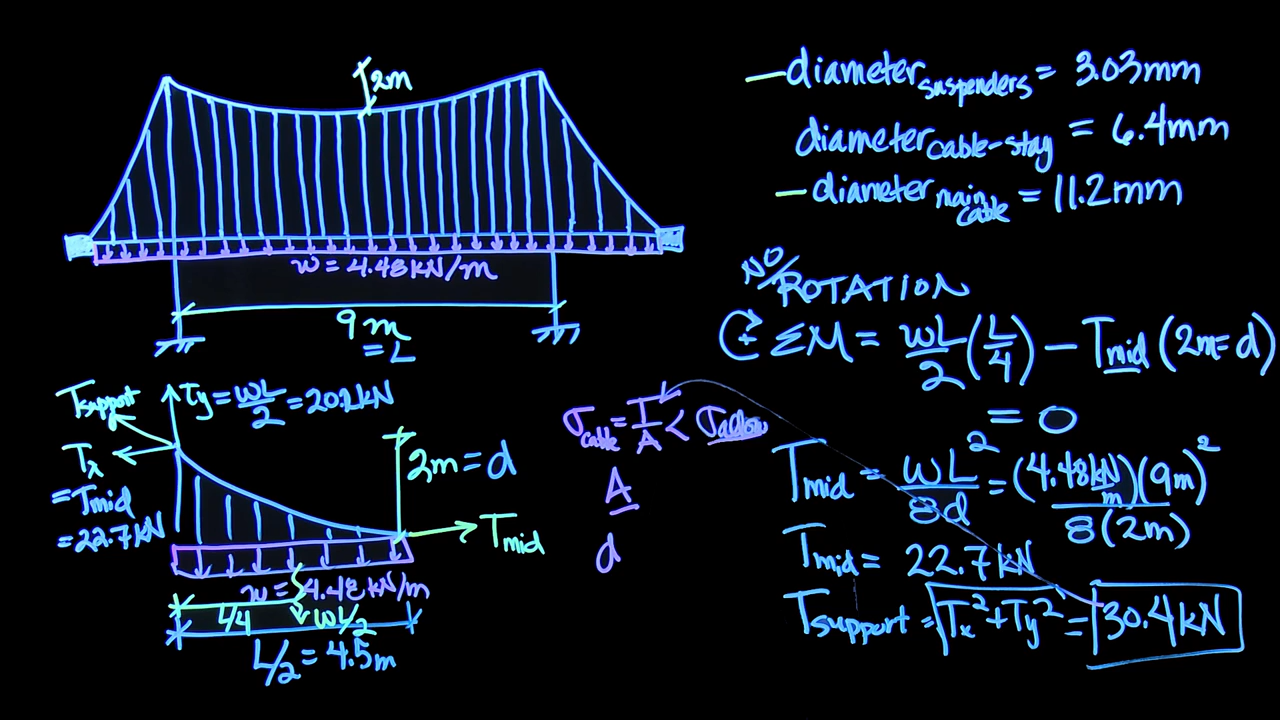 2m
w = 4.48kN/m
9m
= L
diameter suspenders = 3.03mm
diameter cable-stay = 6.4mm
diameter main cable = 11.2mm
NO/ROTATION
+ ΣM = wL/2 (L/4) − Tmid (2m = d)
= 0
Tmid = wL²/8d = (4.48kN/m)(9m)²/8(2m)
Tmid = 22.7kN
Tsupport = √Tx² + Ty² = 30.4kN
Tsupport
Ty = wL/2 = 20.2kN
Tx
= Tmid
= 22.7kN
2m = d
Tmid
w = 4.48kN/m
L/4
wL/2
L/2 = 4.5m
σcable = T/A < σallow
A
d